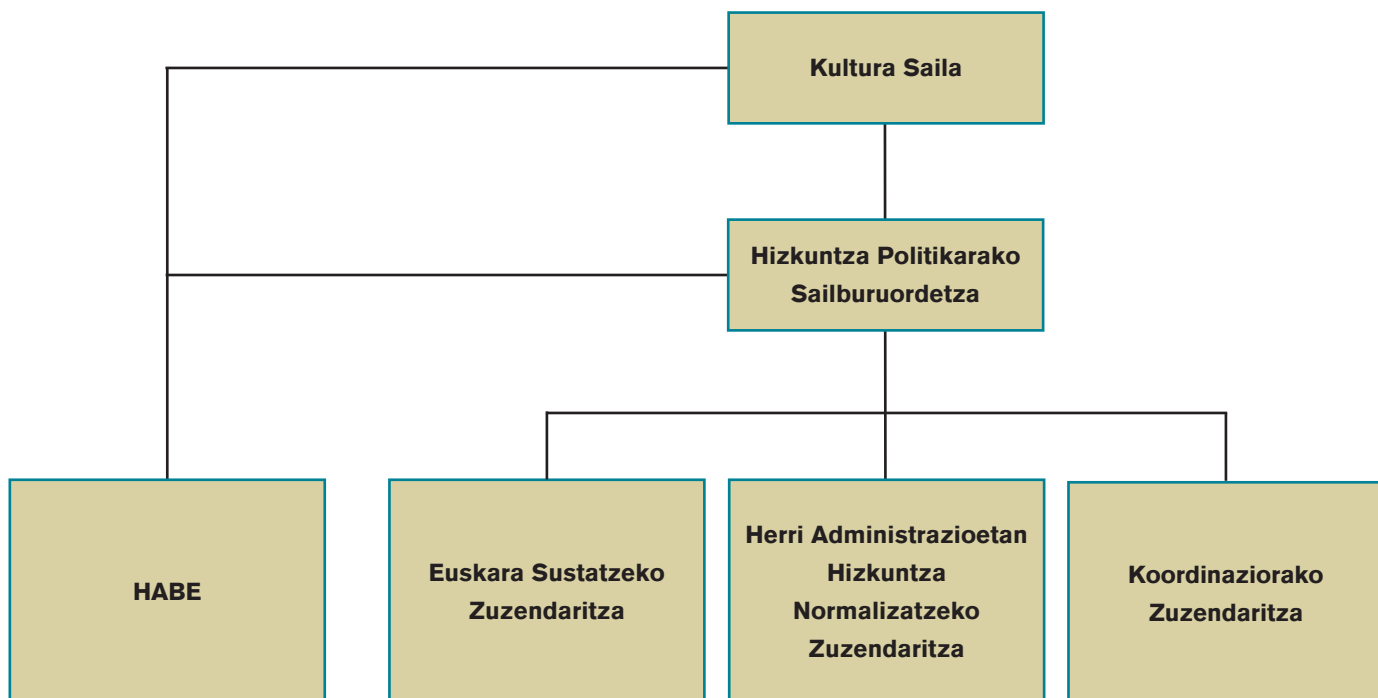 Kultura Saila
Hizkuntza Politikarako
Sailburuordetza
HABE
Euskara Sustatzeko
Zuzendaritza
Herri Administrazioetan
Hizkuntza
Normalizatzeko
Zuzendaritza
Koordinaziorako
Zuzendaritza